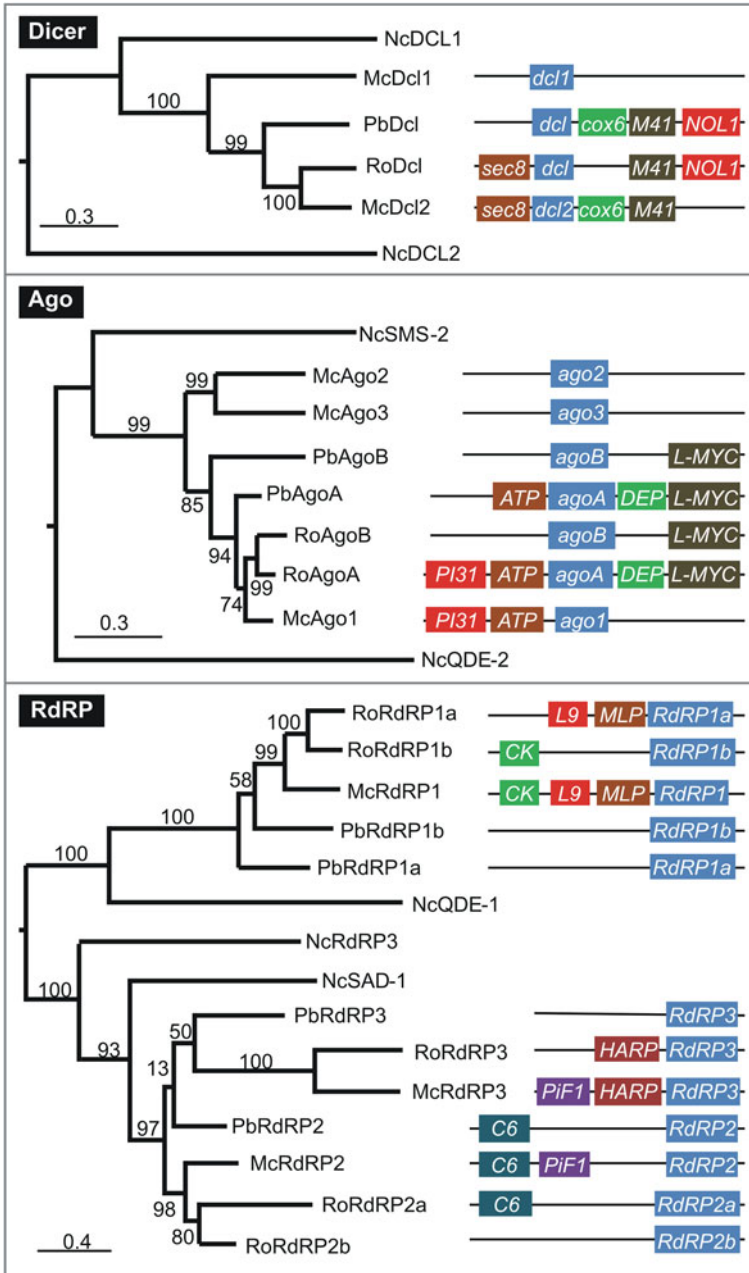 Dicer
NcDCL1
100
McDcl1
dcl1
99
PbDcl
dcl cox6 M41 NOL1
RoDcl
sec8 dcl M41 NOL1
100
McDcl2
sec8 dcl2 cox6 M41
0.3
NcDCL2
Ago
NcSMS-2
99
McAgo2
ago2
99
McAgo3
ago3
PbAgoB
agoB L-MYC
85
PbAgoA
ATP agoA DEP L-MYC
94
RoAgoB
agoB L-MYC
99
RoAgoA
PI31 ATP agoA DEP L-MYC
74
McAgo1
PI31 ATP ago1
0.3
NcQDE-2
RdRP
100
RoRdRP1a
L9 MLP RdRP1a
99
RoRdRP1b
CK RdRP1b
58
McRdRP1
CK L9 MLP RdRP1
100
PbRdRP1b
RdRP1b
100
PbRdRP1a
RdRP1a
NcQDE-1
NcRdRP3
100
NcSAD-1
93
50
PbRdRP3
RdRP3
13
100
RoRdRP3
HARP RdRP3
McRdRP3
PiF1 HARP RdRP3
97
PbRdRP2
C6 RdRP2
McRdRP2
C6 PiF1 RdRP2
98
RoRdRP2a
C6 RdRP2a
80
RoRdRP2b
RdRP2b
0.4